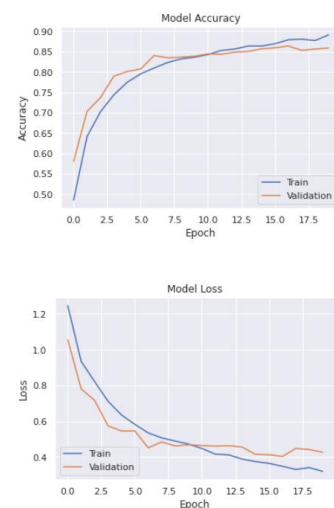 Model Accuracy
0.90
0.85
0.80
0.75
0.70
0.65
0.60
0.55
0.50
Accuracy
Train
Validation
0.0 2.5 5.0 7.5 10.0 12.5 15.0 17.5
Epoch
Model Loss
1.2
1.0
0.8
0.6
0.4
Loss
Train
Validation
0.0 2.5 5.0 7.5 10.0 12.5 15.0 17.5
Epoch